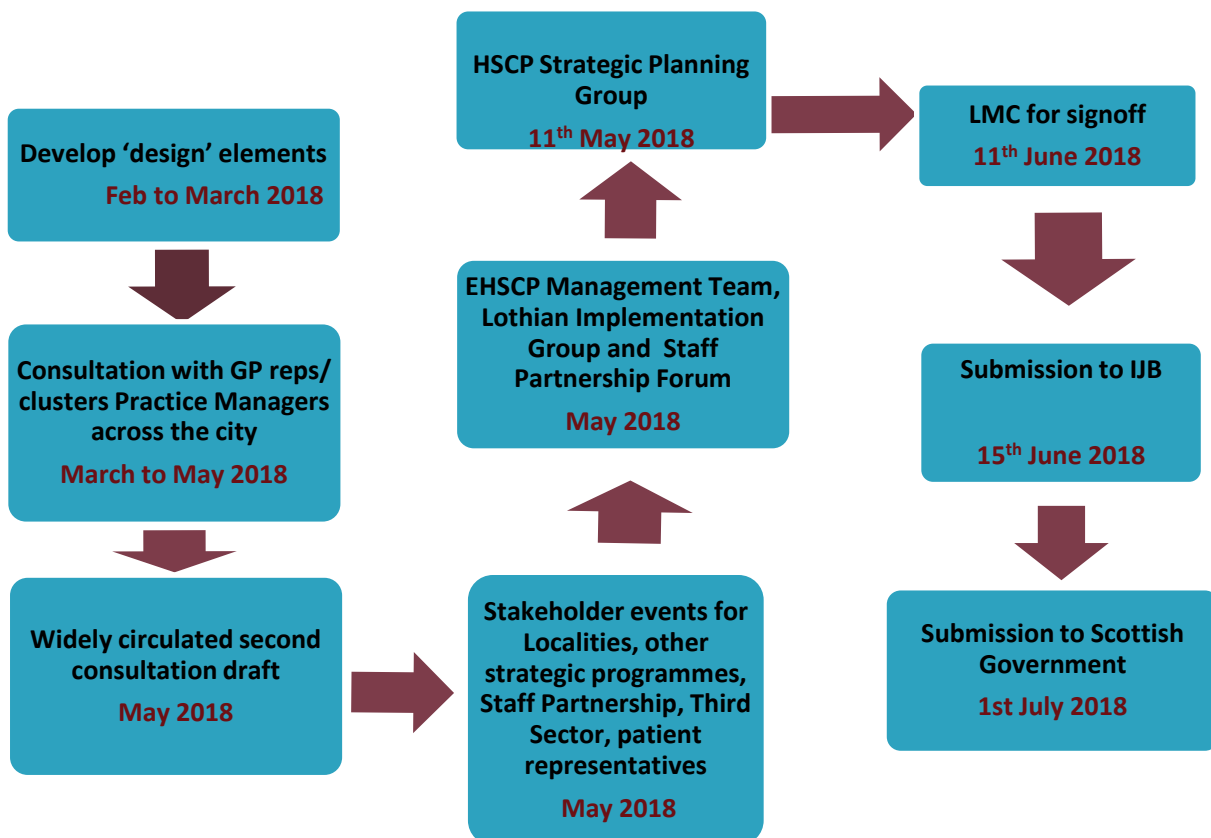 Develop ‘design’ elements
Feb to March 2018
Consultation with GP reps/
clusters Practice Managers
across the city
March to May 2018
Widely circulated second
consultation draft
May 2018
Stakeholder events for
Localities, other
strategic programmes,
Staff Partnership, Third
Sector, patient
representatives
May 2018
EHSCP Management Team,
Lothian Implementation
Group and  Staff
Partnership Forum
May 2018
HSCP Strategic Planning
Group
11th May 2018
LMC for signoff
11th June 2018
Submission to IJB
15th June 2018
Submission to Scottish
Government
1st July 2018